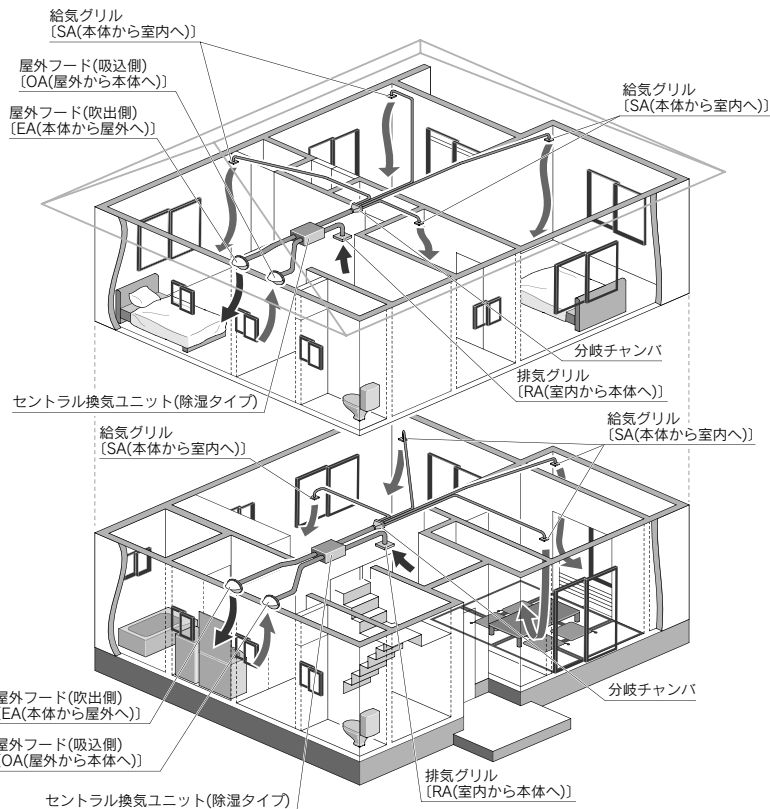 給気グリル
〔SA(本体から室内へ)〕
屋外フード(吸込側)
〔OA(屋外から本体へ)〕
屋外フード(吹出側)
〔EA(本体から屋外へ)〕
給気グリル
〔SA(本体から室内へ)〕
分岐チャンバ
排気グリル
〔RA(室内から本体へ)〕
セントラル換気ユニット(除湿タイプ)
給気グリル
〔SA(本体から室内へ)〕
給気グリル
〔SA(本体から室内へ)〕
屋外フード(吹出側)
〔EA(本体から屋外へ)〕
分岐チャンバ
屋外フード(吸込側)
〔OA(屋外から本体へ)〕
排気グリル
〔RA(室内から本体へ)〕
セントラル換気ユニット(除湿タイプ)